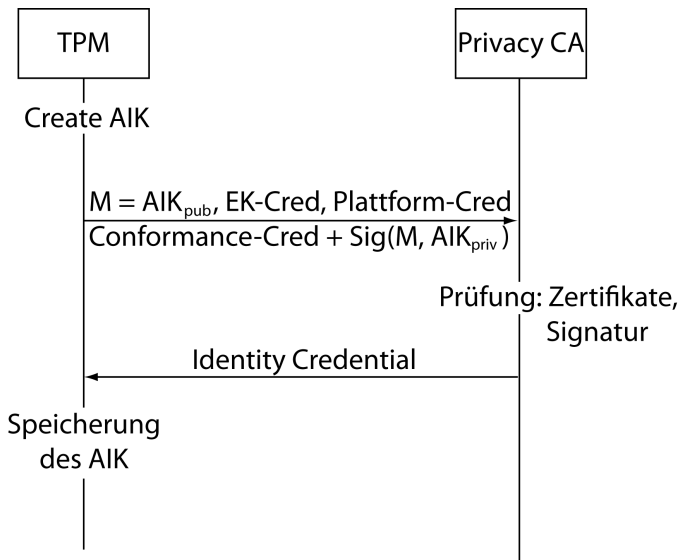 TPM
Privacy CA
Create AIK
M = AIKpub, EK-Cred, Plattform-Cred
Conformance-Cred + Sig(M, AIKpriv)
Prüfung: Zertifikate,
Signatur
Identity Credential
Speicherung
des AIK